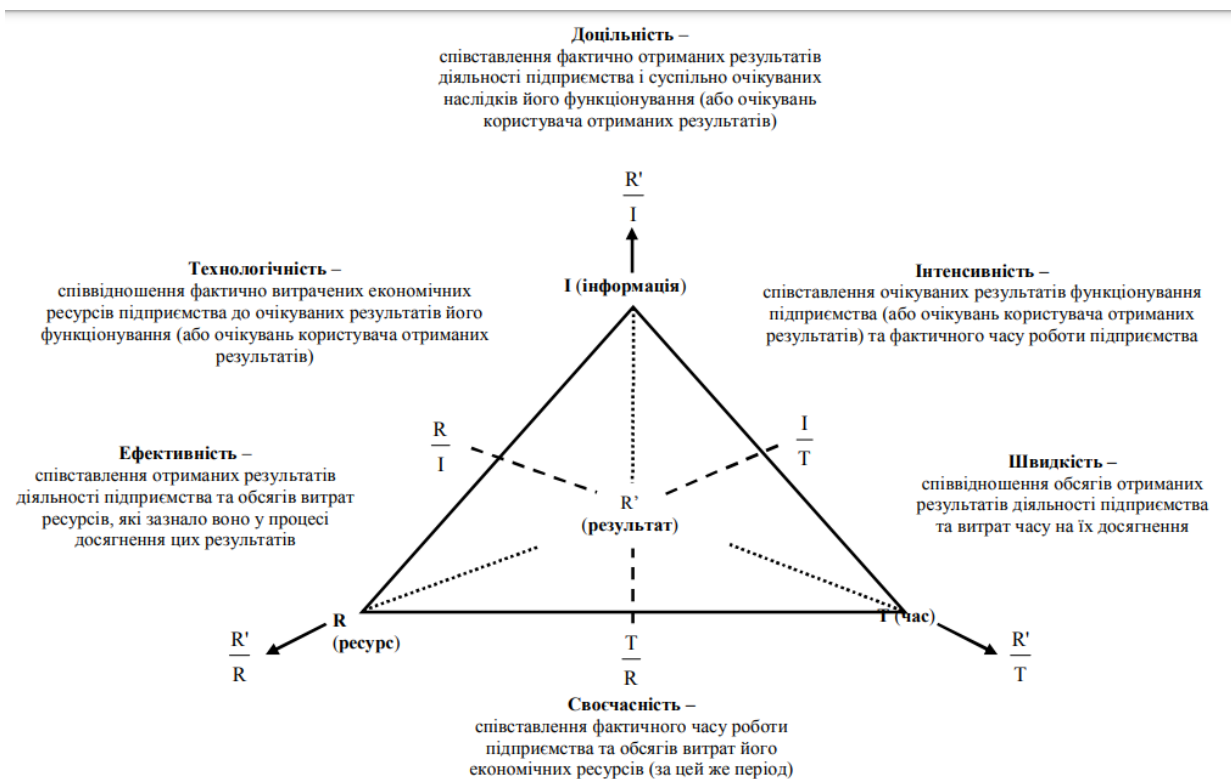 Доцільність –
співставлення фактично отриманих результатів
діяльності підприємства і суспільно очікуваних
наслідків його функціонування (або очікувань
користувача отриманих результатів)
R'
I
Технологічність –
співвідношення фактично витрачених економічних
ресурсів підприємства до очікуваних результатів його
функціонування (або очікувань користувача отриманих
результатів)
I (інформація)
Інтенсивність –
співставлення очікуваних результатів функціонування
підприємства (або очікувань користувача отриманих
результатів) та фактичного часу роботи підприємства
R
I
I
T
Ефективність –
співставлення отриманих результатів
діяльності підприємства та обсягів витрат
ресурсів, які зазнало воно у процесі
досягнення цих результатів
R’
(результат)
Швидкість –
співвідношення обсягів отриманих
результатів діяльності підприємства
та витрат часу на їх досягнення
R
(ресурс)
T (час)
R'
R
T
R
R'
T
Своєчасність –
співставлення фактичного часу роботи
підприємства та обсягів витрат його
економічних ресурсів (за цей же період)